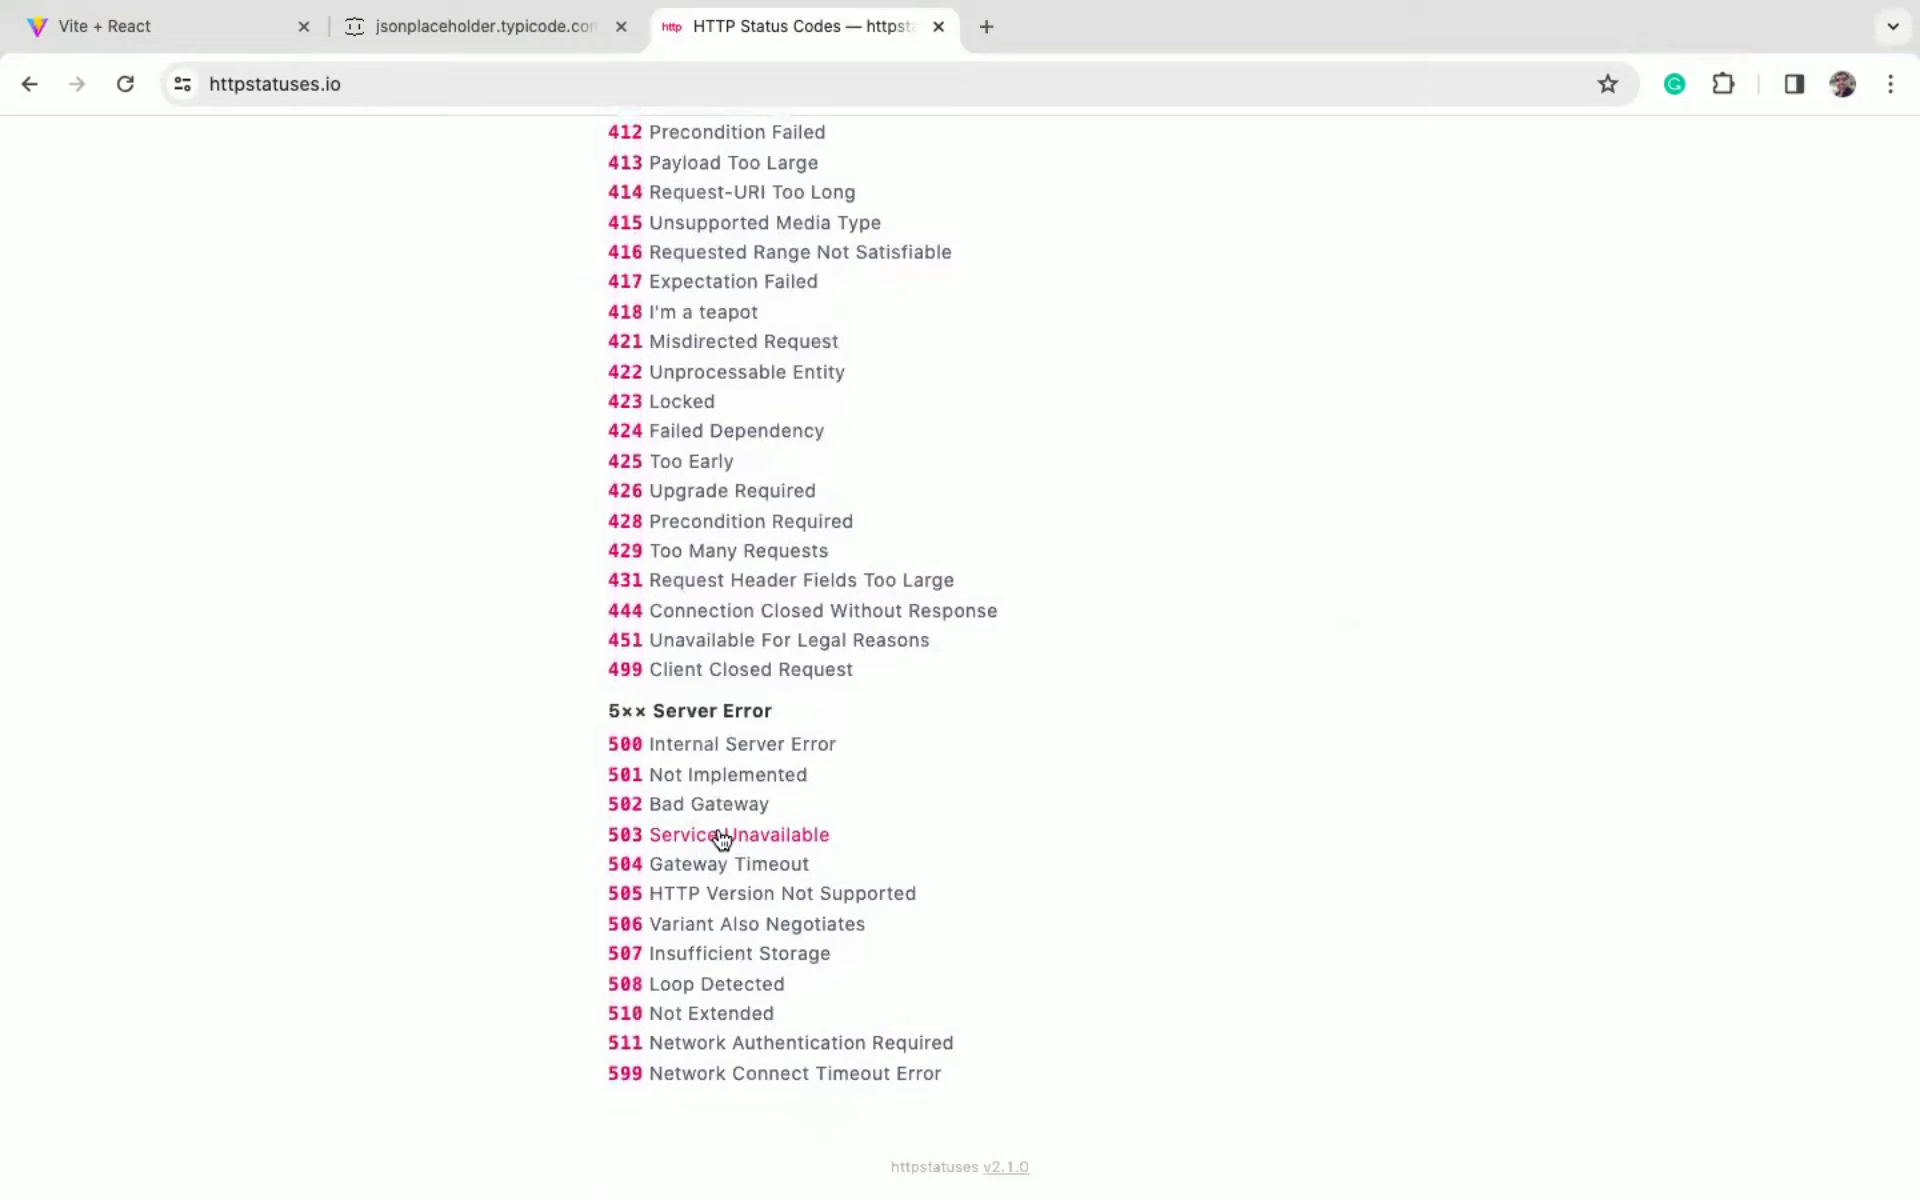 Vite + React
jsonplaceholder.typicode.con
http HTTP Status Codes — httpsta
httpstatuses.io
412 Precondition Failed
413 Payload Too Large
414 Request-URI Too Long
415 Unsupported Media Type
416 Requested Range Not Satisfiable
417 Expectation Failed
418 I'm a teapot
421 Misdirected Request
422 Unprocessable Entity
423 Locked
424 Failed Dependency
425 Too Early
426 Upgrade Required
428 Precondition Required
429 Too Many Requests
431 Request Header Fields Too Large
444 Connection Closed Without Response
451 Unavailable For Legal Reasons
499 Client Closed Request
5×× Server Error
500 Internal Server Error
501 Not Implemented
502 Bad Gateway
503 Service Unavailable
504 Gateway Timeout
505 HTTP Version Not Supported
506 Variant Also Negotiates
507 Insufficient Storage
508 Loop Detected
510 Not Extended
511 Network Authentication Required
599 Network Connect Timeout Error
httpstatuses v2.1.0